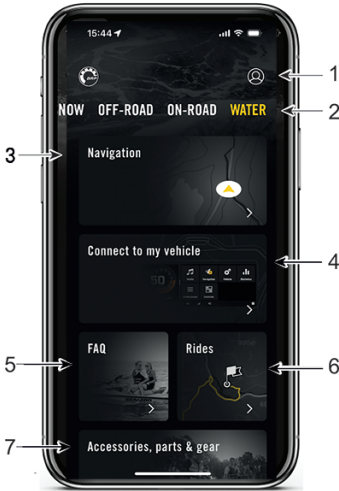 15:44
1
NOW OFF-ROAD ON-ROAD WATER
2
3
Navigation
Connect to my vehicle
4
FAQ
Rides
5
6
7
Accessories, parts & gear